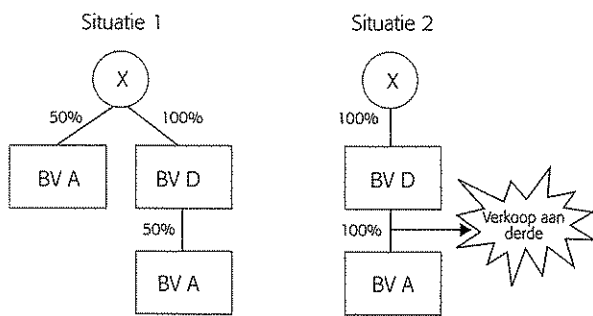 Situatie 1
X
50%
100%
BV A
BV D
50%
BV A
Situatie 2
X
100%
BV D
100%
Verkoop aan
derde
BV A